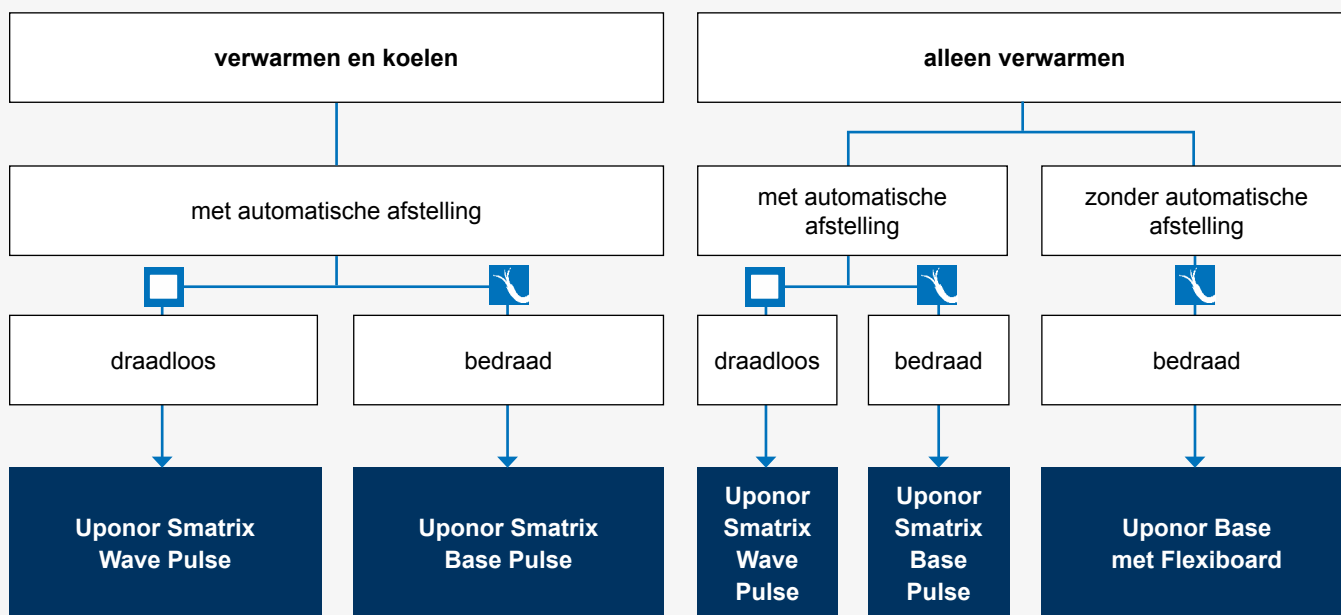 verwarmen en koelen
alleen verwarmen
met automatische afstelling
met automatische
afstelling
zonder automatische
afstelling
draadloos
bedraad
draadloos
bedraad
bedraad
Uponor Smatrix
Wave Pulse
Uponor Smatrix
Base Pulse
Uponor
Smatrix
Wave
Pulse
Uponor
Smatrix
Base
Pulse
Uponor Base
met Flexiboard